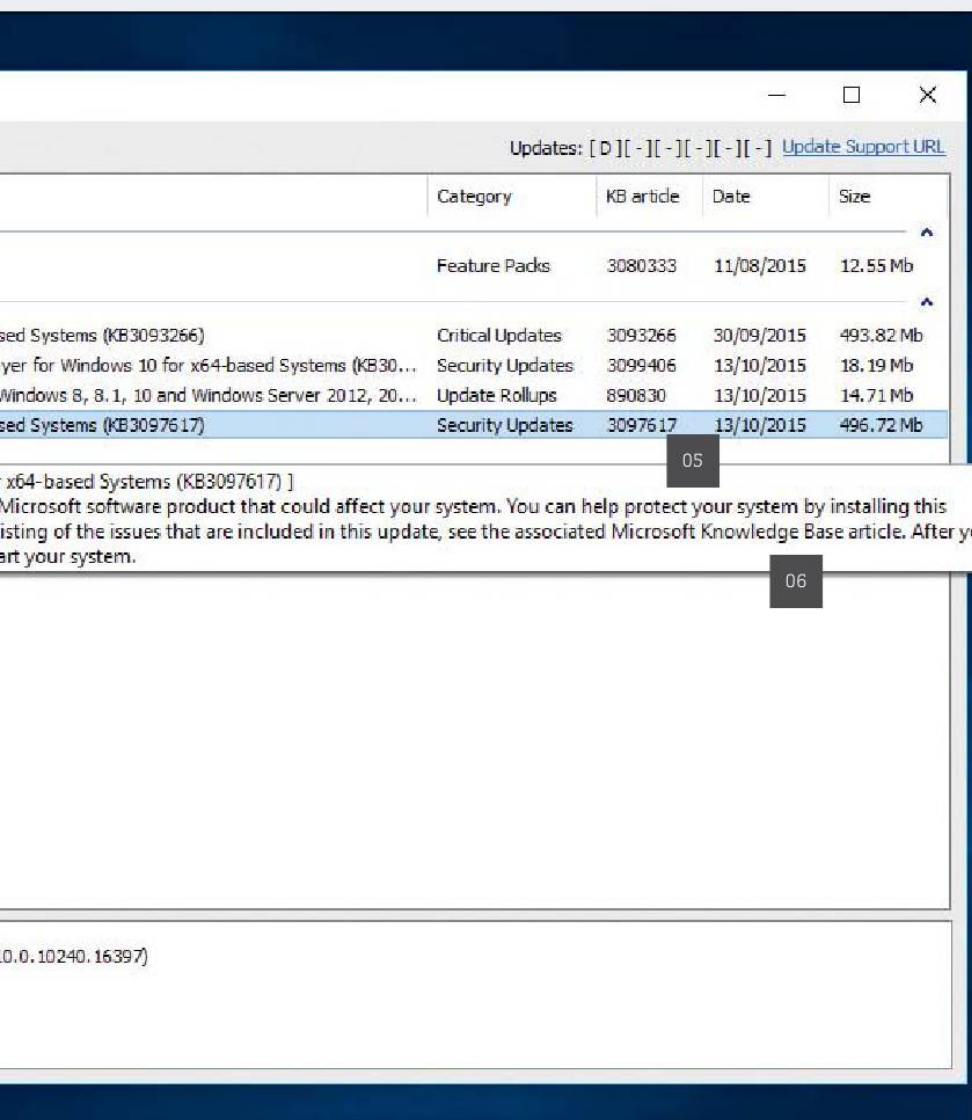 Updates: [ D ][ - ][ - ][ - ][ - ][ - ] Update Support URL
Category KB article Date Size
Feature Packs 3080333 11/08/2015 12.55 Mb
sed Systems (KB3093266) Critical Updates 3093266 30/09/2015 493.82 Mb
yer for Windows 10 for x64-based Systems (KB30... Security Updates 3099406 13/10/2015 18.19 Mb
Windows 8, 8.1, 10 and Windows Server 2012, 20... Update Rollups 890830 13/10/2015 14.71 Mb
sed Systems (KB3097617) Security Updates 3097617 13/10/2015 496.72 Mb
05
x64-based Systems (KB3097617) ]
Microsoft software product that could affect your system. You can help protect your system by installing this
isting of the issues that are included in this update, see the associated Microsoft Knowledge Base article. After y
art your system.
06
0.0.10240.16397)